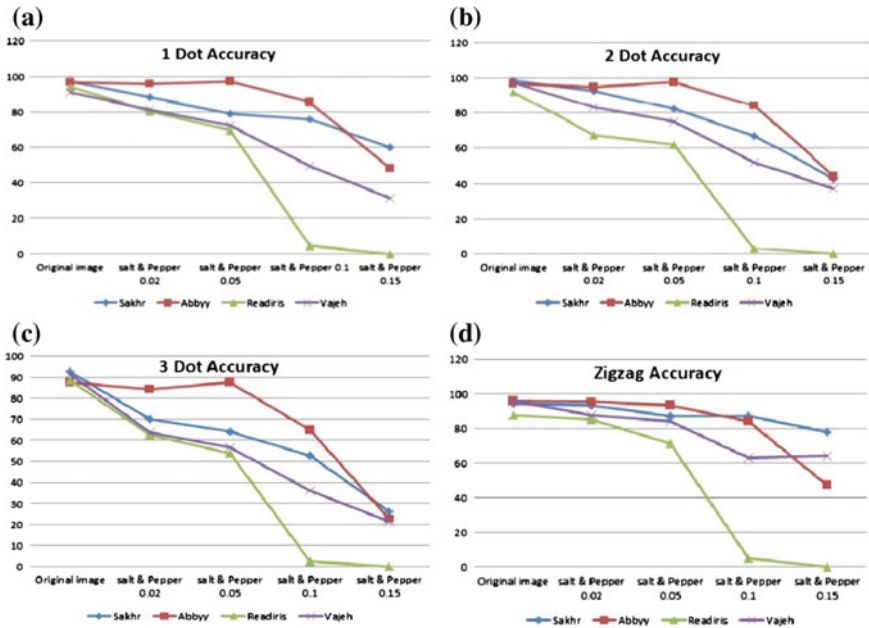 (a)
1 Dot Accuracy
120
100
80
60
40
20
0
Original image salt & Pepper salt & Pepper salt & Pepper 0.1 salt & Pepper
0.02 0.05 0.15
Sakhr Abbyy Readiris Vajeh
(b)
2 Dot Accuracy
120
100
80
60
40
20
0
Original image salt & Pepper salt & Pepper salt & Pepper salt & Pepper
0.02 0.05 0.1 0.15
Sakhr Abbyy Readiris Vajeh
(c)
3 Dot Accuracy
100
90
80
70
60
50
40
30
20
10
0
Original image salt & Pepper salt & Pepper salt & Pepper salt & Pepper
0.02 0.05 0.1 0.15
Sakhr Abbyy Readiris Vajeh
(d)
Zigzag Accuracy
120
100
80
60
40
20
0
Original image salt & Pepper salt & Pepper salt & Pepper salt & Pepper
0.02 0.05 0.1 0.15
Sakhr Abbyy Readiris Vajeh